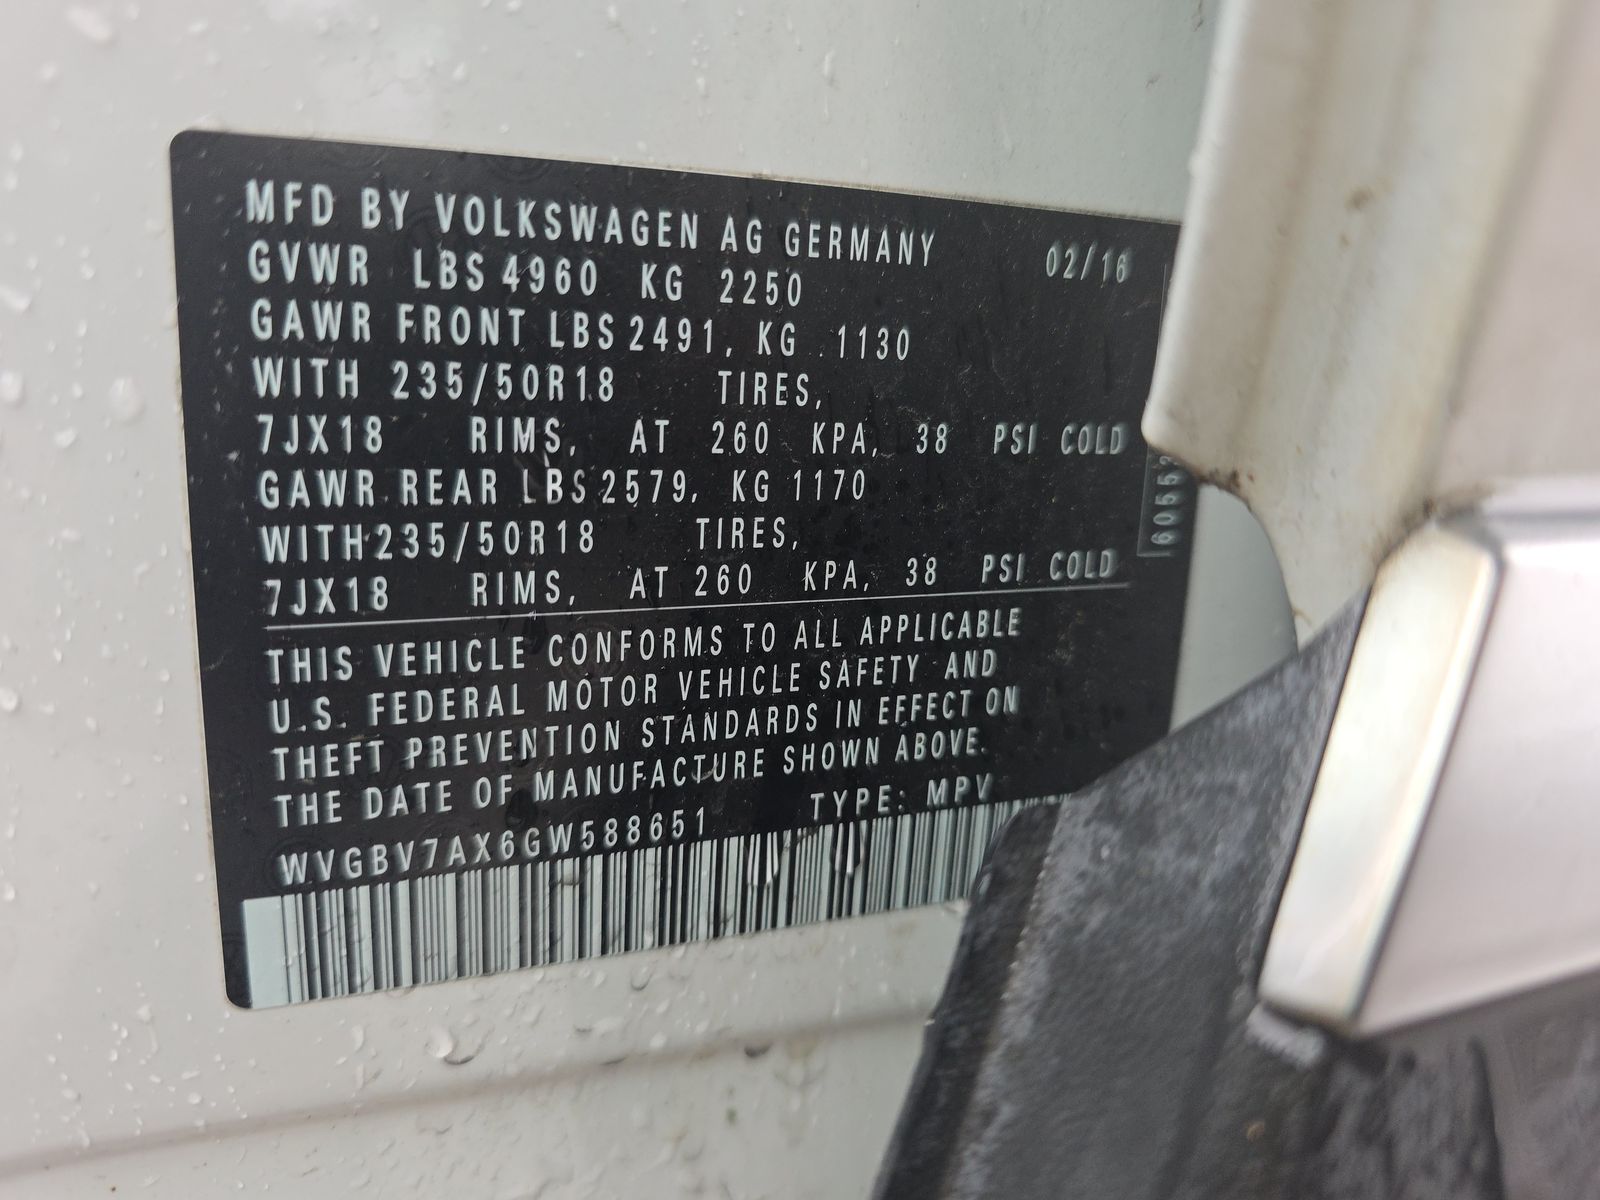 MFD BY VOLKSWAGEN AG GERMANY 02/16
GVWR LBS 4960 KG 2250
GAWR FRONT LBS 2491, KG 1130
WITH 235/50R18 TIRES,
7JX18 RIMS, AT 260 KPA, 38 PSI COLD
GAWR REAR LBS 2579, KG 1170
WITH 235/50R18 TIRES,
7JX18 RIMS, AT 260 KPA, 38 PSI COLD
THIS VEHICLE CONFORMS TO ALL APPLICABLE
U.S. FEDERAL MOTOR VEHICLE SAFETY AND
THEFT PREVENTION STANDARDS IN EFFECT ON
THE DATE OF MANUFACTURE SHOWN ABOVE.
WVGBV7AX6GW588651 TYPE: MPV